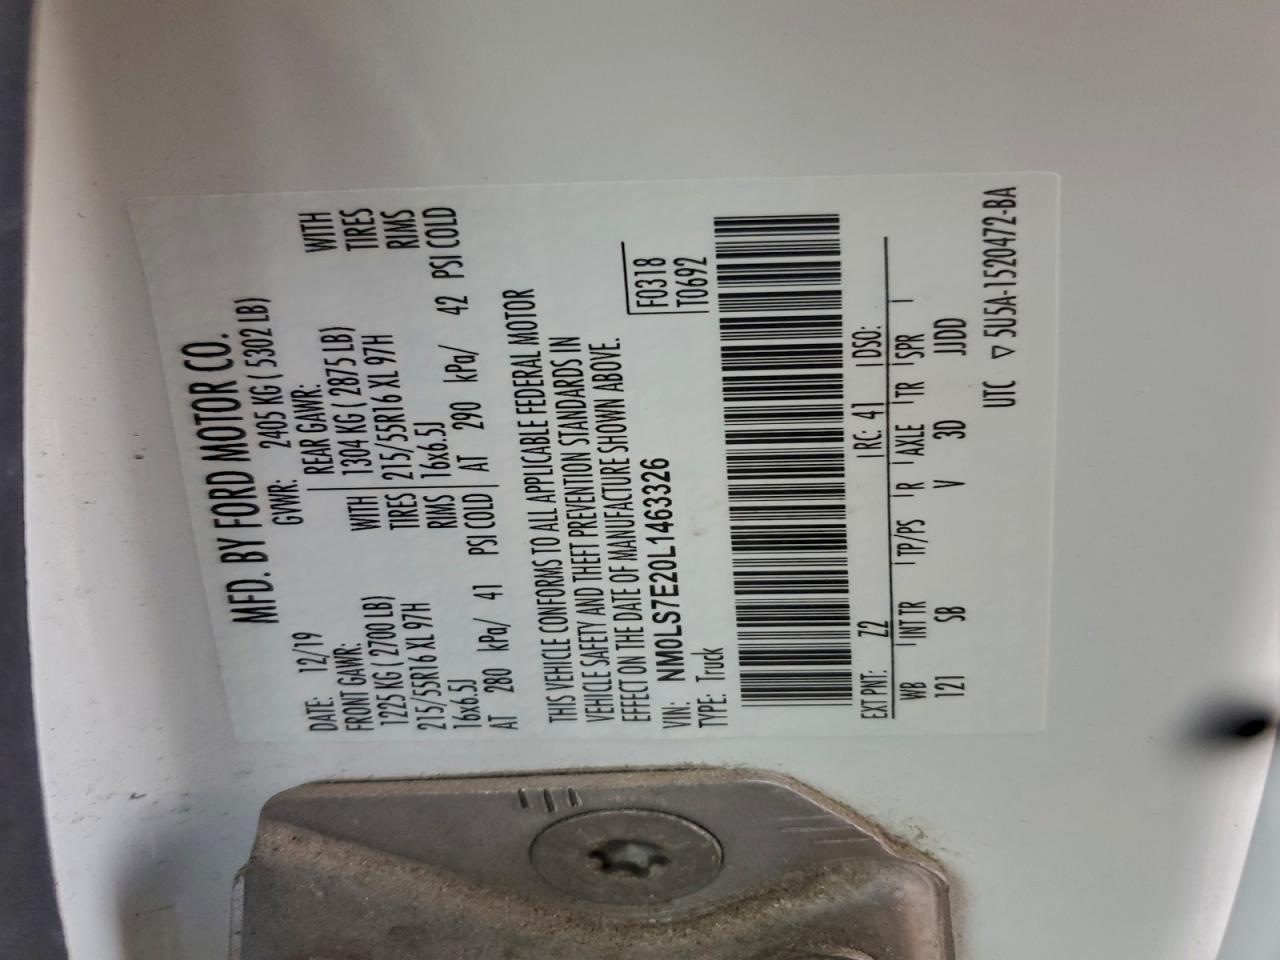 MFD. BY FORD MOTOR CO.
DATE: 12/19 GVWR: 2405 KG ( 5302 LB)
FRONT GAWR: REAR GAWR:
1225 KG ( 2700 LB) WITH 1304 KG ( 2875 LB) WITH
215/55R16 XL 97H TIRES 215/55R16 XL 97H TIRES
16x6.5J RIMS 16x6.5J RIMS
AT 280 kPa/ 41 PSI COLD AT 290 kPa/ 42 PSI COLD
THIS VEHICLE CONFORMS TO ALL APPLICABLE FEDERAL MOTOR
VEHICLE SAFETY AND THEFT PREVENTION STANDARDS IN
EFFECT ON THE DATE OF MANUFACTURE SHOWN ABOVE.
VIN: NM0LS7E20L1463326 F0318
TYPE: Truck T0692
EXT PNT: Z2 RC: 41 DSO:
WB INT TR TP/PS R AXLE TR SPR
121 SB V 3D JJDD
UTC ▽ 5U5A-1520472-BA